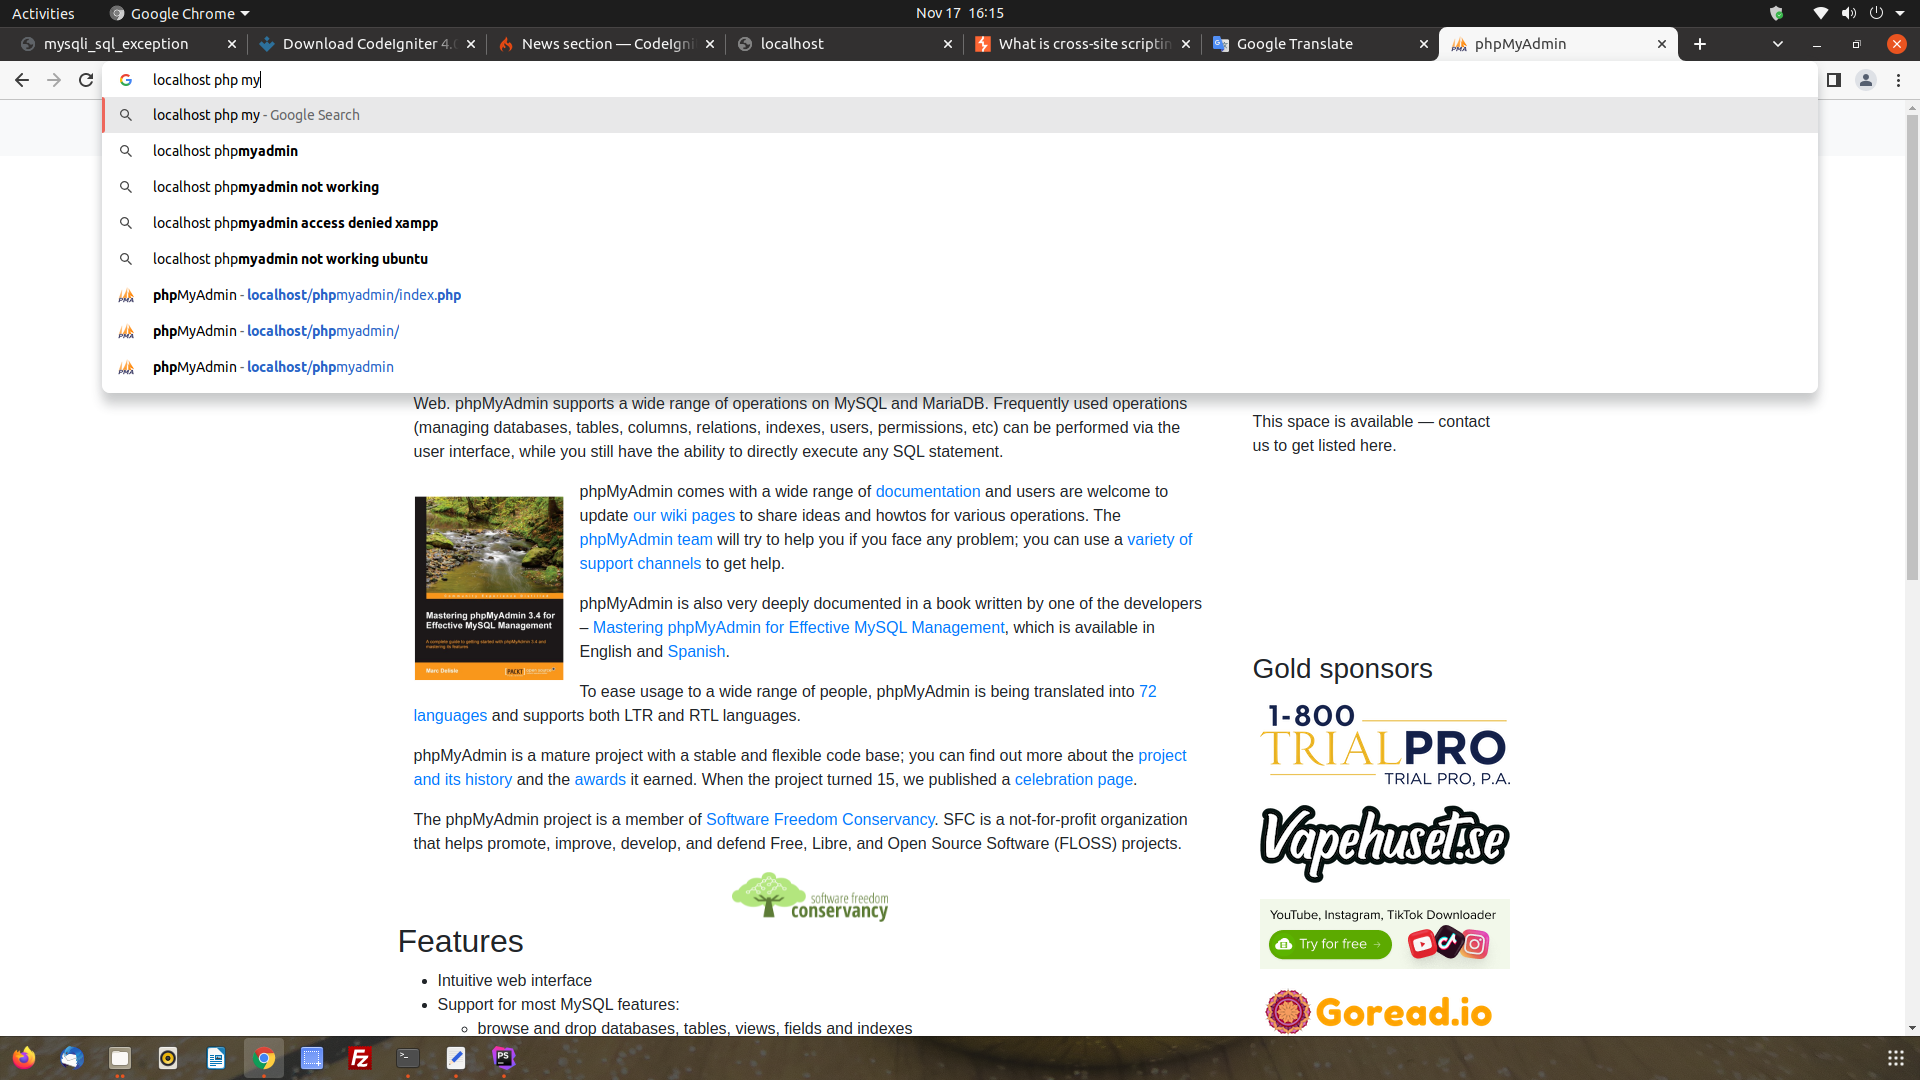 Activities
Google Chrome
Nov 17 16:15
mysqli_sql_exception
Download CodeIgniter 4.0
News section — CodeIgni
localhost
What is cross-site scriptin
Google Translate
phpMyAdmin
localhost php my
localhost php my - Google Search
localhost phpmyadmin
localhost phpmyadmin not working
localhost phpmyadmin access denied xampp
localhost phpmyadmin not working ubuntu
phpMyAdmin - localhost/phpmyadmin/index.php
phpMyAdmin - localhost/phpmyadmin/
phpMyAdmin - localhost/phpmyadmin
Web. phpMyAdmin supports a wide range of operations on MySQL and MariaDB. Frequently used operations
(managing databases, tables, columns, relations, indexes, users, permissions, etc) can be performed via the
user interface, while you still have the ability to directly execute any SQL statement.
phpMyAdmin comes with a wide range of documentation and users are welcome to
update our wiki pages to share ideas and howtos for various operations. The
phpMyAdmin team will try to help you if you face any problem; you can use a variety of
support channels to get help.
Mastering phpMyAdmin 3.4 for
Effective MySQL Management
Marc Delisle
PACKT
phpMyAdmin is also very deeply documented in a book written by one of the developers
– Mastering phpMyAdmin for Effective MySQL Management, which is available in
English and Spanish.
To ease usage to a wide range of people, phpMyAdmin is being translated into 72
languages and supports both LTR and RTL languages.
phpMyAdmin is a mature project with a stable and flexible code base; you can find out more about the project
and its history and the awards it earned. When the project turned 15, we published a celebration page.
The phpMyAdmin project is a member of Software Freedom Conservancy. SFC is a not-for-profit organization
that helps promote, improve, develop, and defend Free, Libre, and Open Source Software (FLOSS) projects.
software freedom
conservancy
Features
Intuitive web interface
Support for most MySQL features:
browse and drop databases, tables, views, fields and indexes
This space is available — contact
us to get listed here.
Gold sponsors
1-800
TRIALPRO
TRIAL PRO, P.A.
Vapehuset.se
YouTube, Instagram, TikTok Downloader
Try for free →
Goread.io